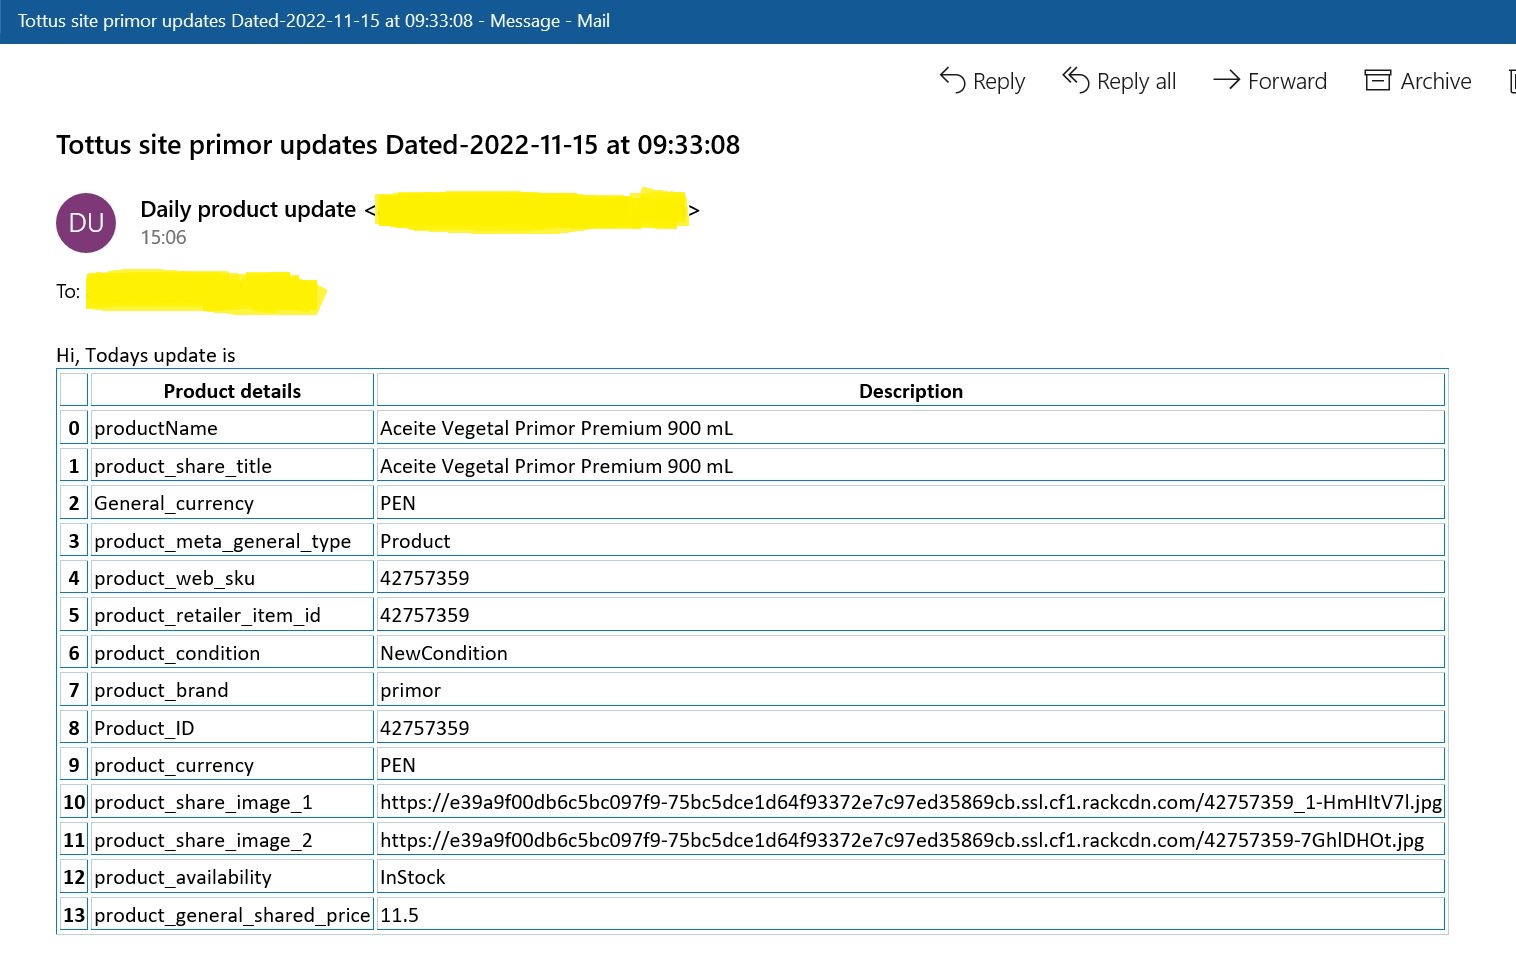 Tottus site primor updates Dated-2022-11-15 at 09:33:08 - Message - Mail
Reply Reply all Forward Archive
Tottus site primor updates Dated-2022-11-15 at 09:33:08
DU
Daily product update < >
15:06
To:
Hi, Todays update is
Product details Description
0 productName Aceite Vegetal Primor Premium 900 mL
1 product_share_title Aceite Vegetal Primor Premium 900 mL
2 General_currency PEN
3 product_meta_general_type Product
4 product_web_sku 42757359
5 product_retailer_item_id 42757359
6 product_condition NewCondition
7 product_brand primor
8 Product_ID 42757359
9 product_currency PEN
10 product_share_image_1 https://e39a9f00db6c5bc097f9-75bc5dce1d64f93372e7c97ed35869cb.ssl.cf1.rackcdn.com/42757359_1-HmHItV7l.jpg
11 product_share_image_2 https://e39a9f00db6c5bc097f9-75bc5dce1d64f93372e7c97ed35869cb.ssl.cf1.rackcdn.com/42757359-7GhlDHOt.jpg
12 product_availability InStock
13 product_general_shared_price 11.5